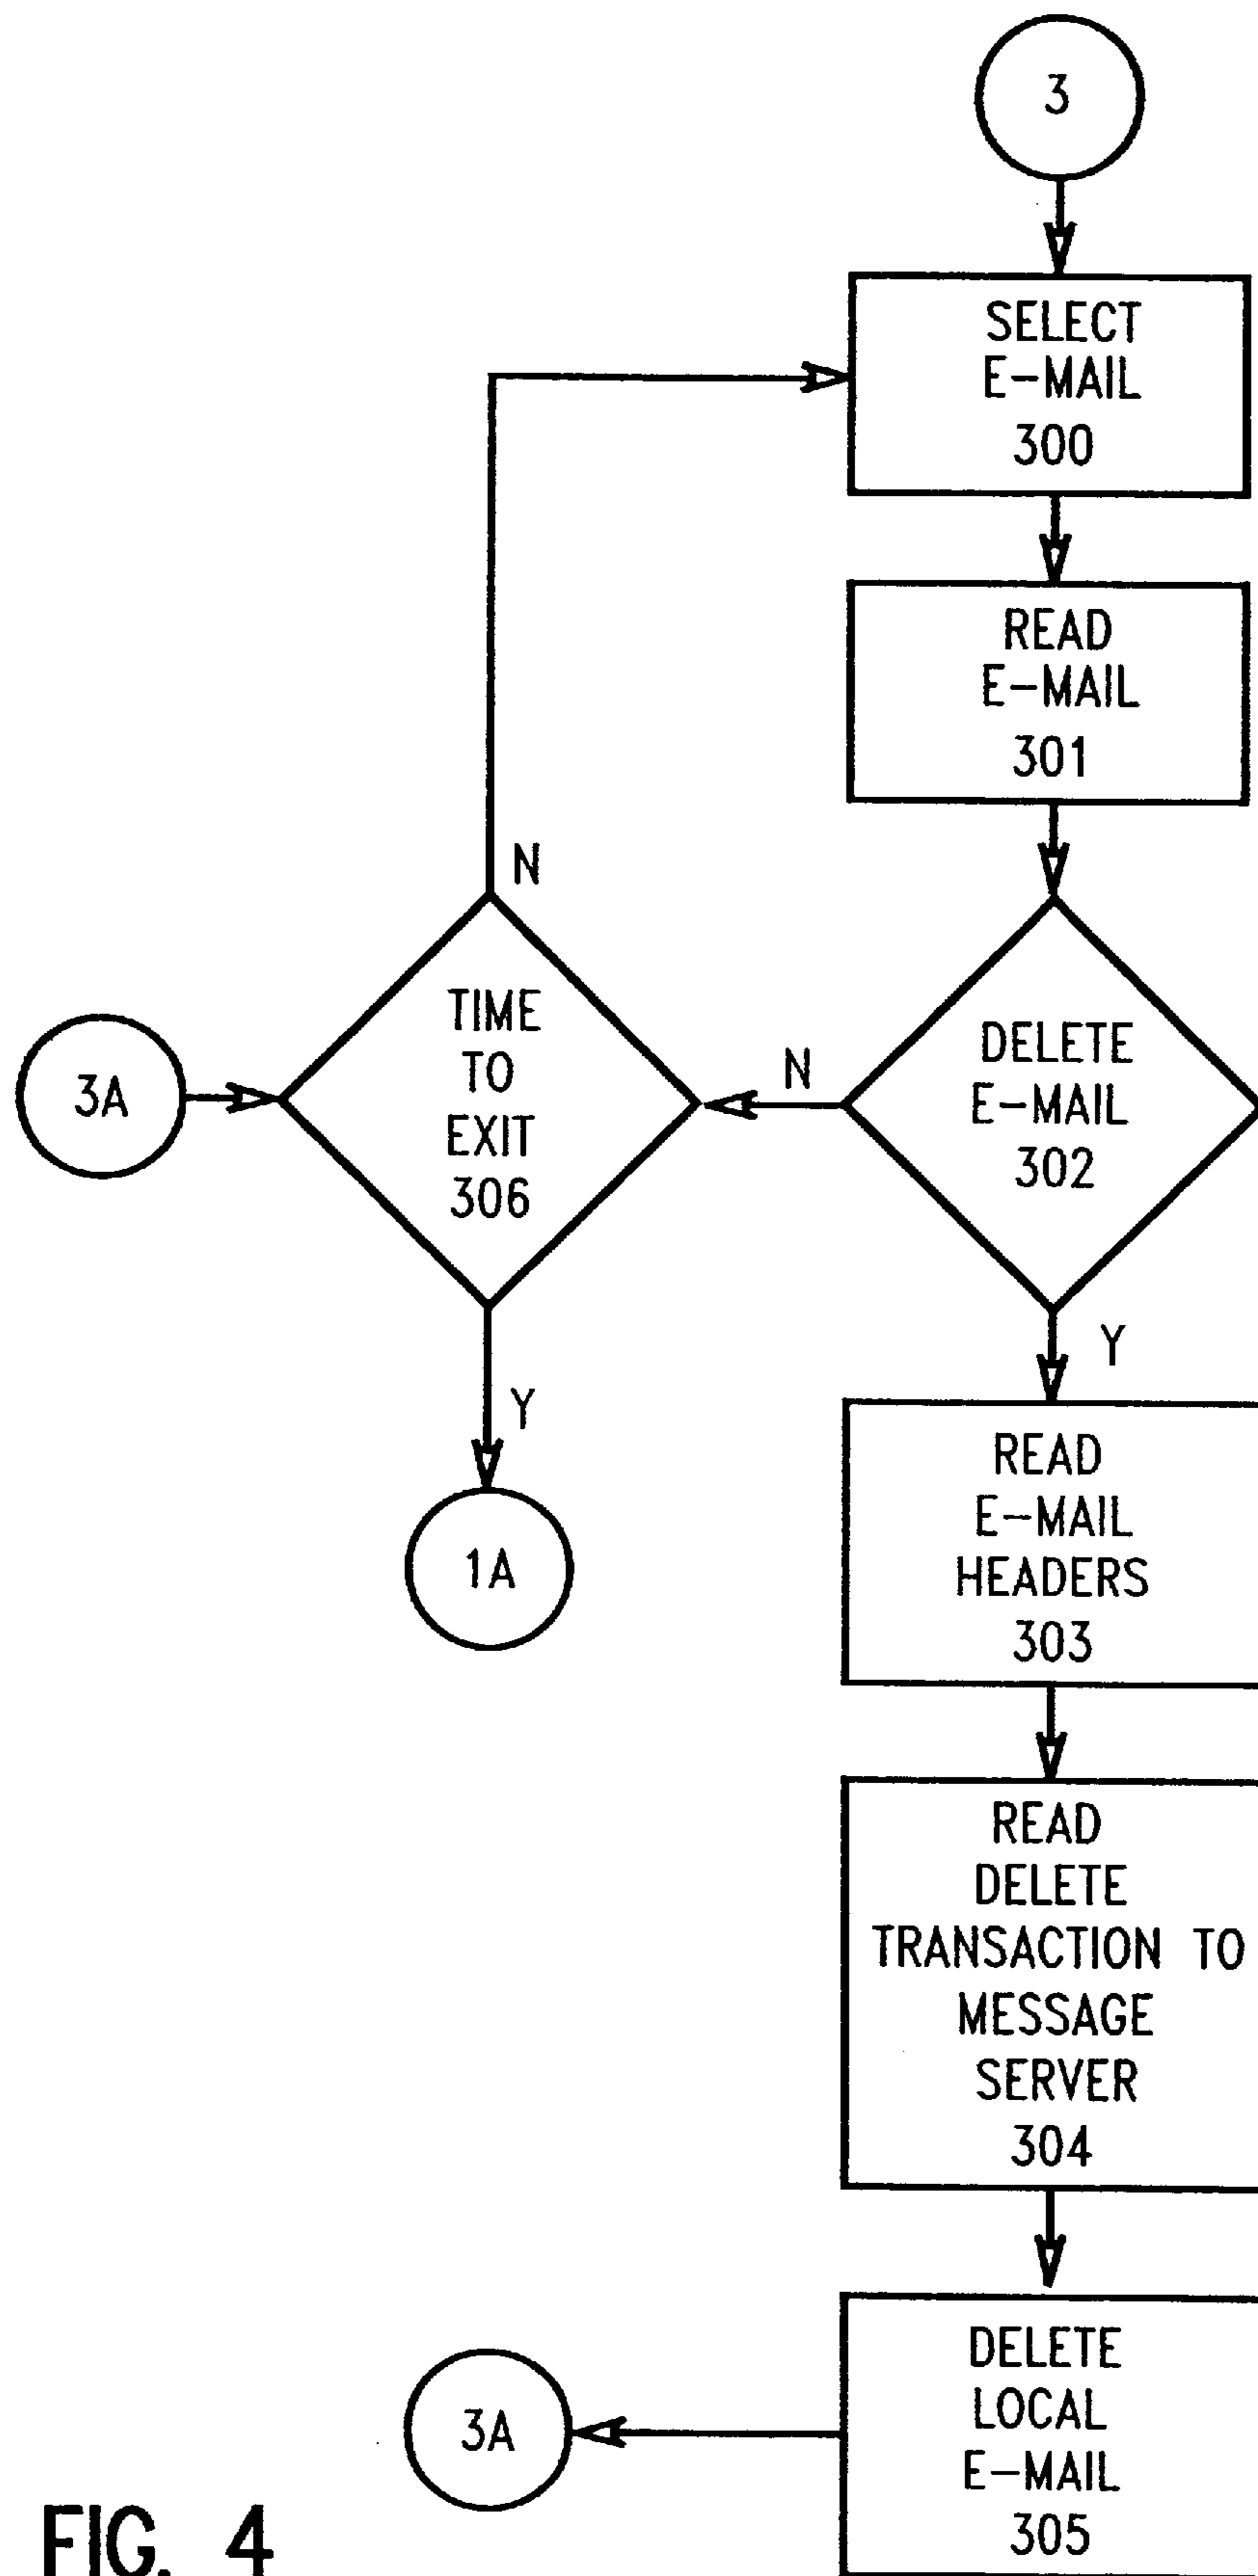 3
SELECT
E-MAIL
300
READ
E-MAIL
301
N
TIME
TO
EXIT
306
3A
N
DELETE
E-MAIL
302
Y
Y
1A
READ
E-MAIL
HEADERS
303
READ
DELETE
TRANSACTION TO
MESSAGE
SERVER
304
DELETE
LOCAL
E-MAIL
305
3A
FIG. 4